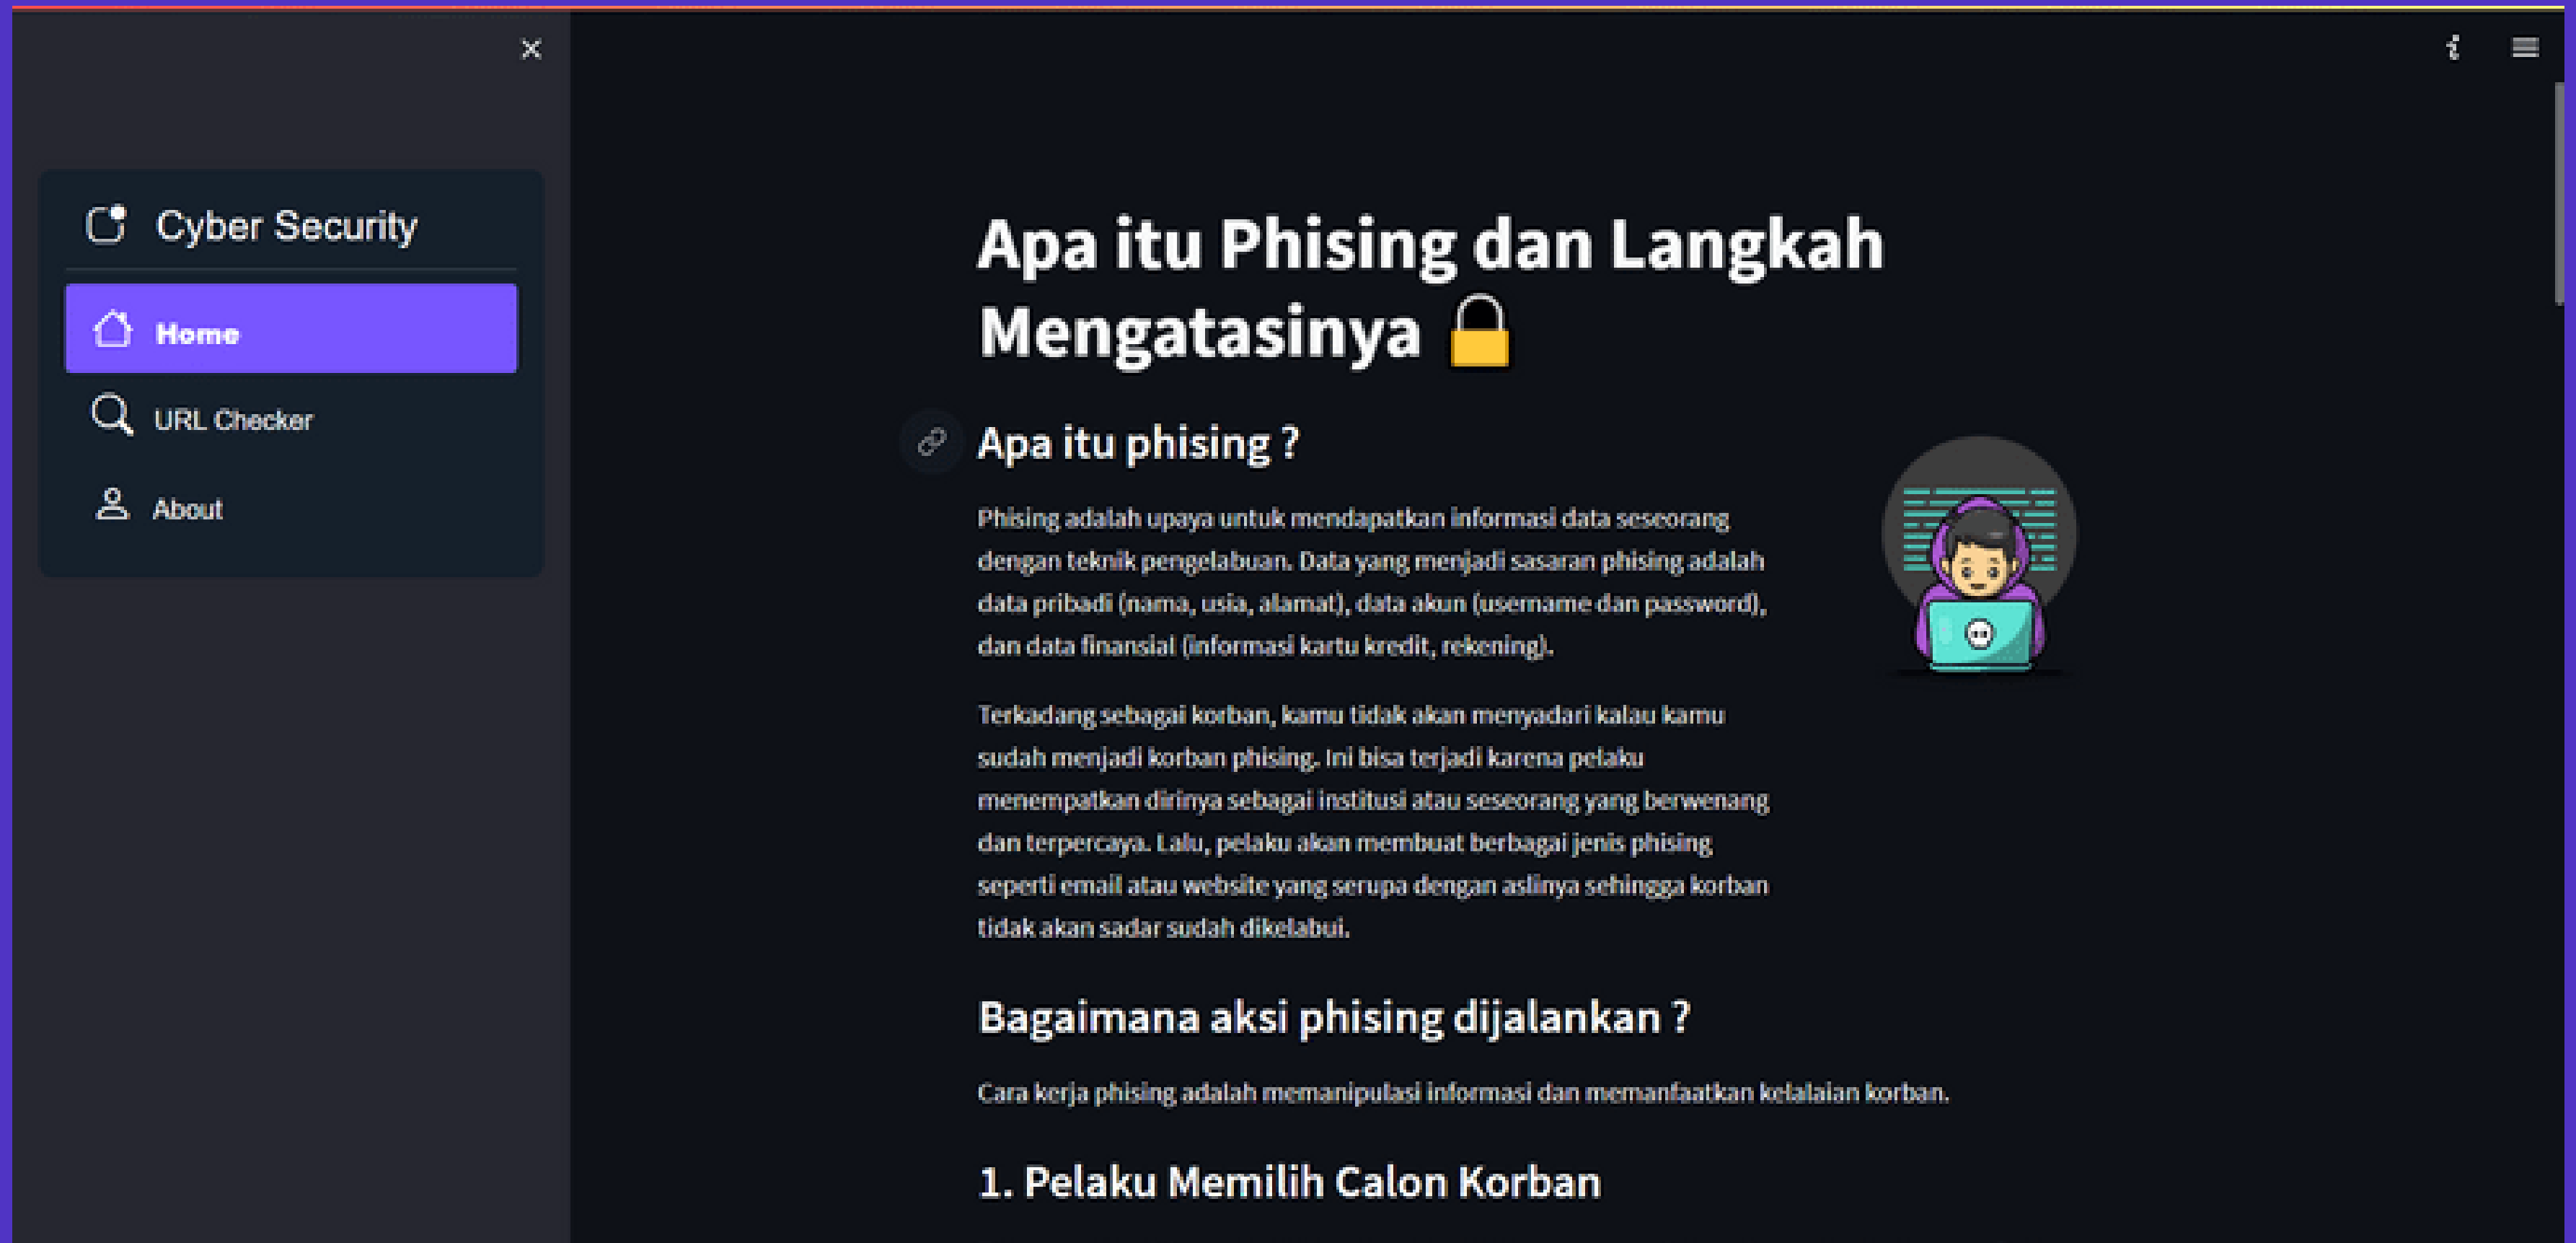 Cyber Security
Home
URL Checker
About
Apa itu Phising dan Langkah
Mengatasinya
Apa itu phising ?
Phising adalah upaya untuk mendapatkan informasi data seseorang
dengan teknik pengelabuan. Data yang menjadi sasaran phising adalah
data pribadi (nama, usia, alamat), data akun (username dan password),
dan data finansial (informasi kartu kredit, rekening).
Terkadang sebagai korban, kamu tidak akan menyadari kalau kamu
sudah menjadi korban phising. Ini bisa terjadi karena pelaku
menempatkan dirinya sebagai institusi atau seseorang yang berwenang
dan terpercaya. Lalu, pelaku akan membuat berbagai jenis phising
seperti email atau website yang serupa dengan aslinya sehingga korban
tidak akan sadar sudah dikelabui.
Bagaimana aksi phising dijalankan ?
Cara kerja phising adalah memanipulasi informasi dan memanfaatkan kelalaian korban.
1. Pelaku Memilih Calon Korban